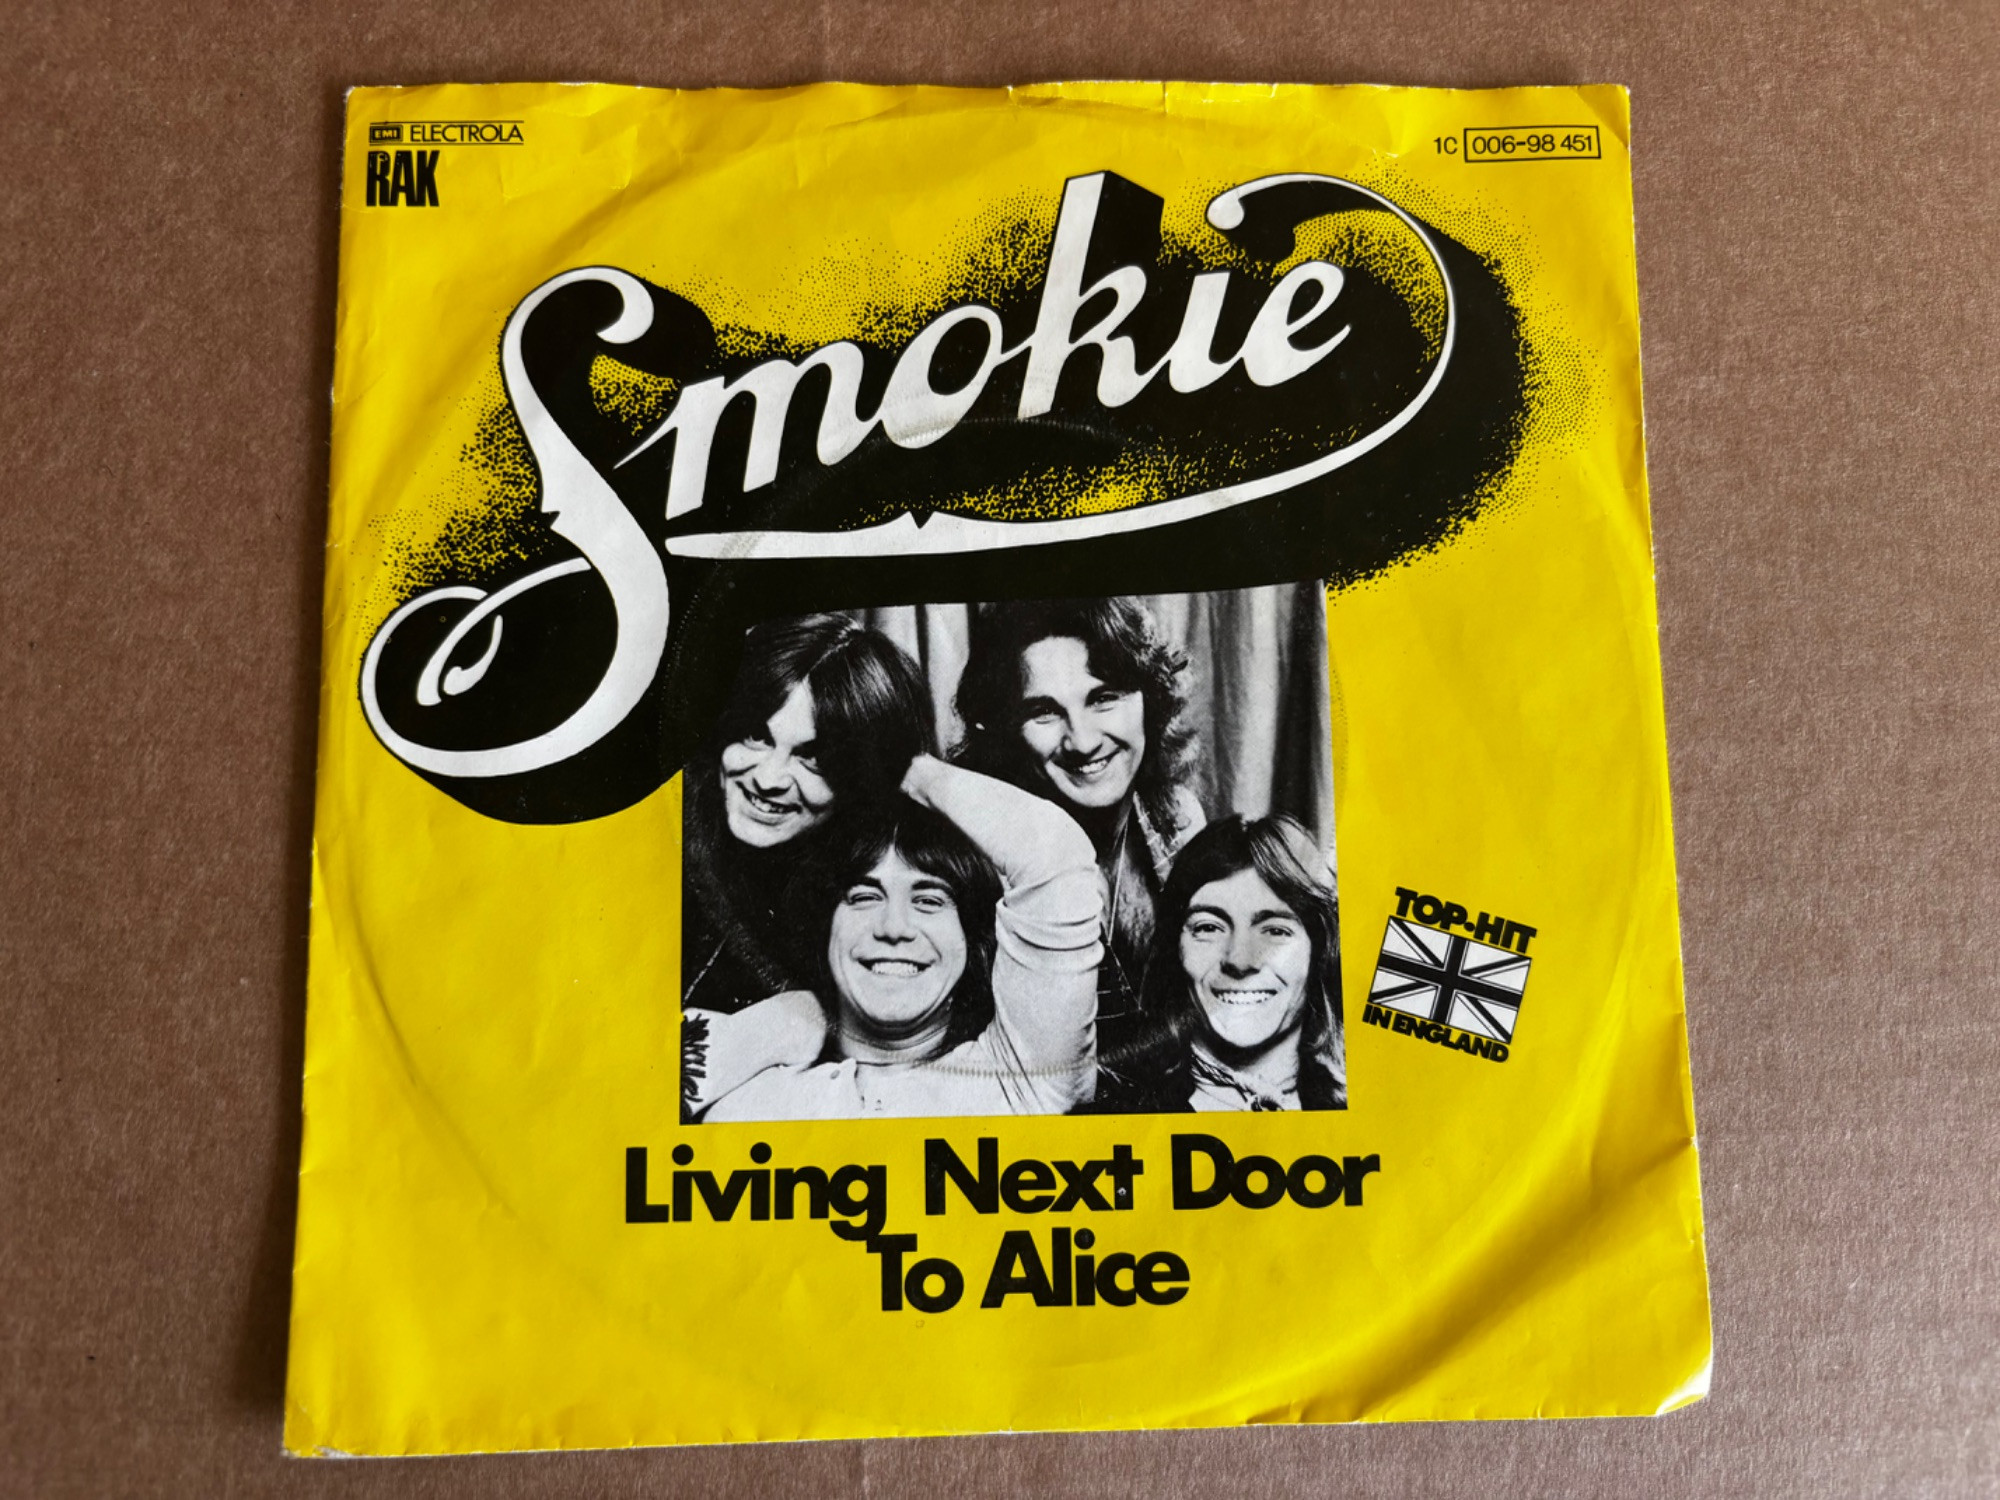 EMI ELECTROLA
RAK
1C 006-98 451
Smokie
TOP•HIT
IN ENGLAND
Living Next Door
To Alice